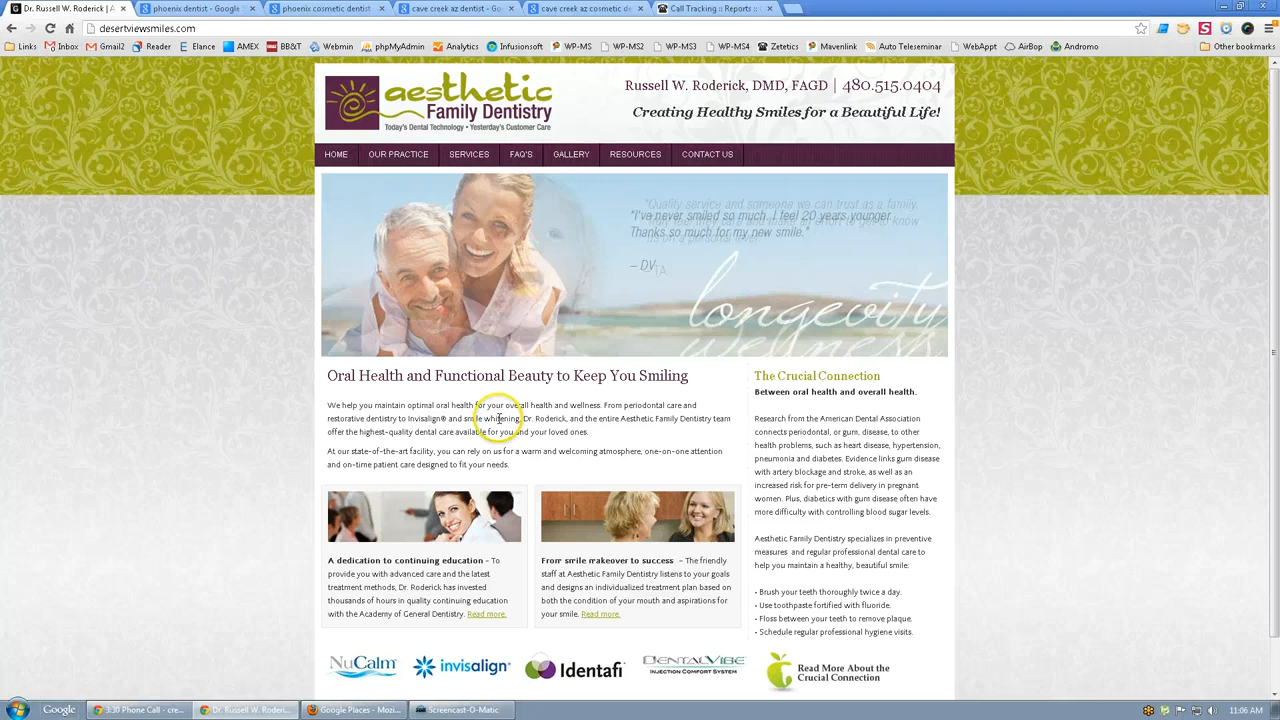 Dr. Russell W. Roderick | A
phoenix dentist - Google S
phoenix cosmetic dentist
cave creek az dentist - Go
cave creek az cosmetic de
Call Tracking :: Reports ::
desertviewsmiles.com
Links
Inbox
Gmail2
Reader
Elance
AMEX
BB&T
Webmin
phpMyAdmin
Analytics
Infusionsoft
WP-MS
WP-MS2
WP-MS3
WP-MS4
Zetetics
Mavenlink
Auto Teleseminar
WebAppt
AirBop
Andromo
Other bookmarks
aesthetic
Family Dentistry
Today's Dental Technology • Yesterday's Customer Care
Russell W. Roderick, DMD, FAGD | 480.515.0404
Creating Healthy Smiles for a Beautiful Life!
HOME
OUR PRACTICE
SERVICES
FAQ'S
GALLERY
RESOURCES
CONTACT US
"Quality service and someone we can trust as a family,
"I've never smiled so much. I feel 20 years younger
Thanks so much for my new smile."
– DV
TA
longevity
wellness
Oral Health and Functional Beauty to Keep You Smiling
We help you maintain optimal oral health for your overall health and wellness. From periodontal care and
restorative dentistry to Invisalign® and smile whitening, Dr. Roderick, and the entire Aesthetic Family Dentistry team
offer the highest-quality dental care available for you and your loved ones.
At our state-of-the-art facility, you can rely on us for a warm and welcoming atmosphere, one-on-one attention
and on-time patient care designed to fit your needs.
A dedication to continuing education – To
provide you with advanced care and the latest
treatment methods, Dr. Roderick has invested
thousands of hours in quality continuing education
with the Academy of General Dentistry. Read more.
From smile makeover to success – The friendly
staff at Aesthetic Family Dentistry listens to your goals
and designs an individualized treatment plan based on
both the condition of your mouth and aspirations for
your smile. Read more.
The Crucial Connection
Between oral health and overall health.
Research from the American Dental Association
connects periodontal, or gum, disease, to other
health problems, such as heart disease, hypertension,
pneumonia and diabetes. Evidence links gum disease
with artery blockage and stroke, as well as an
increased risk for pre-term delivery in pregnant
women. Plus, diabetics with gum disease often have
more difficulty with controlling blood sugar levels.
Aesthetic Family Dentistry specializes in preventive
measures and regular professional dental care to
help you maintain a healthy, beautiful smile:
• Brush your teeth thoroughly twice a day.
• Use toothpaste fortified with fluoride.
• Floss between your teeth to remove plaque.
• Schedule regular professional hygiene visits.
NuCalm
invisalign
Identafi
DENTALVIBE
INJECTION COMFORT SYSTEM
Read More About the
Crucial Connection
Google
3:30 Phone Call - cre...
Dr. Russell W. Roderi...
Google Places - Mozi...
Screencast-O-Matic
11:06 AM